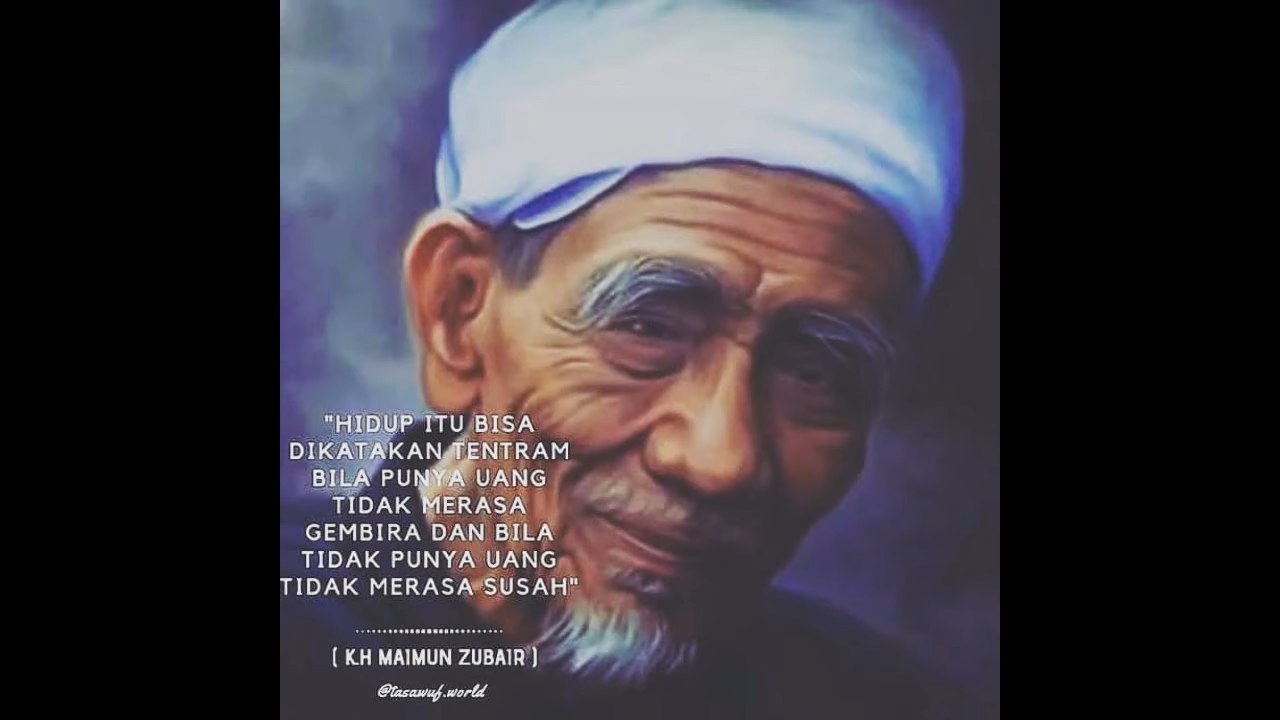 "HIDUP ITU BISA
DIKATAKAN TENTRAM
BILA PUNYA UANG
TIDAK MERASA
GEMBIRA DAN BILA
TIDAK PUNYA UANG
TIDAK MERASA SUSAH"
( K.H MAIMUN ZUBAIR )
@tasawuf.world